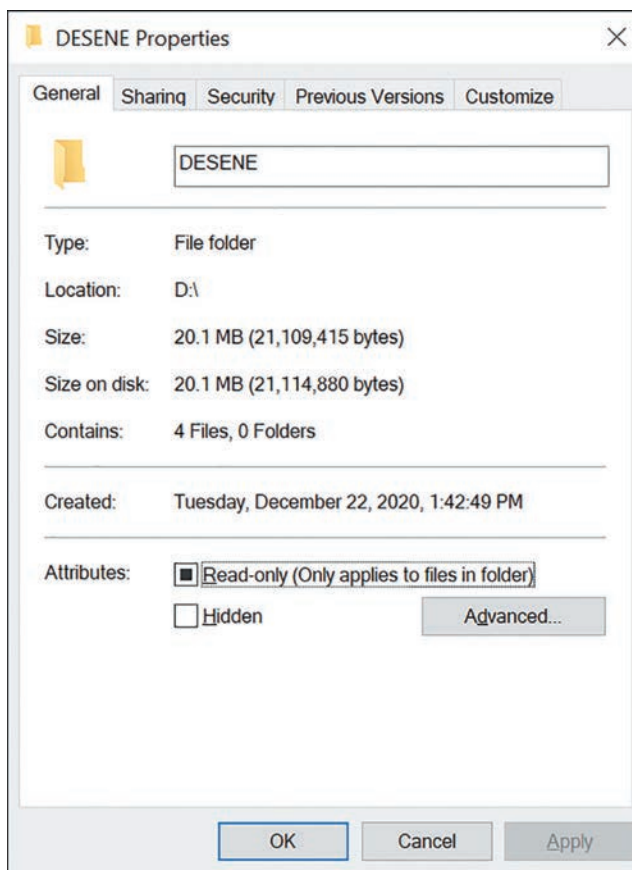 DESENE Properties
General Sharing Security Previous Versions Customize
DESENE
Type: File folder
Location: D:\
Size: 20.1 MB (21,109,415 bytes)
Size on disk: 20.1 MB (21,114,880 bytes)
Contains: 4 Files, 0 Folders
Created: Tuesday, December 22, 2020, 1:42:49 PM
Attributes: Read-only (Only applies to files in folder)
Hidden Advanced...
OK Cancel Apply